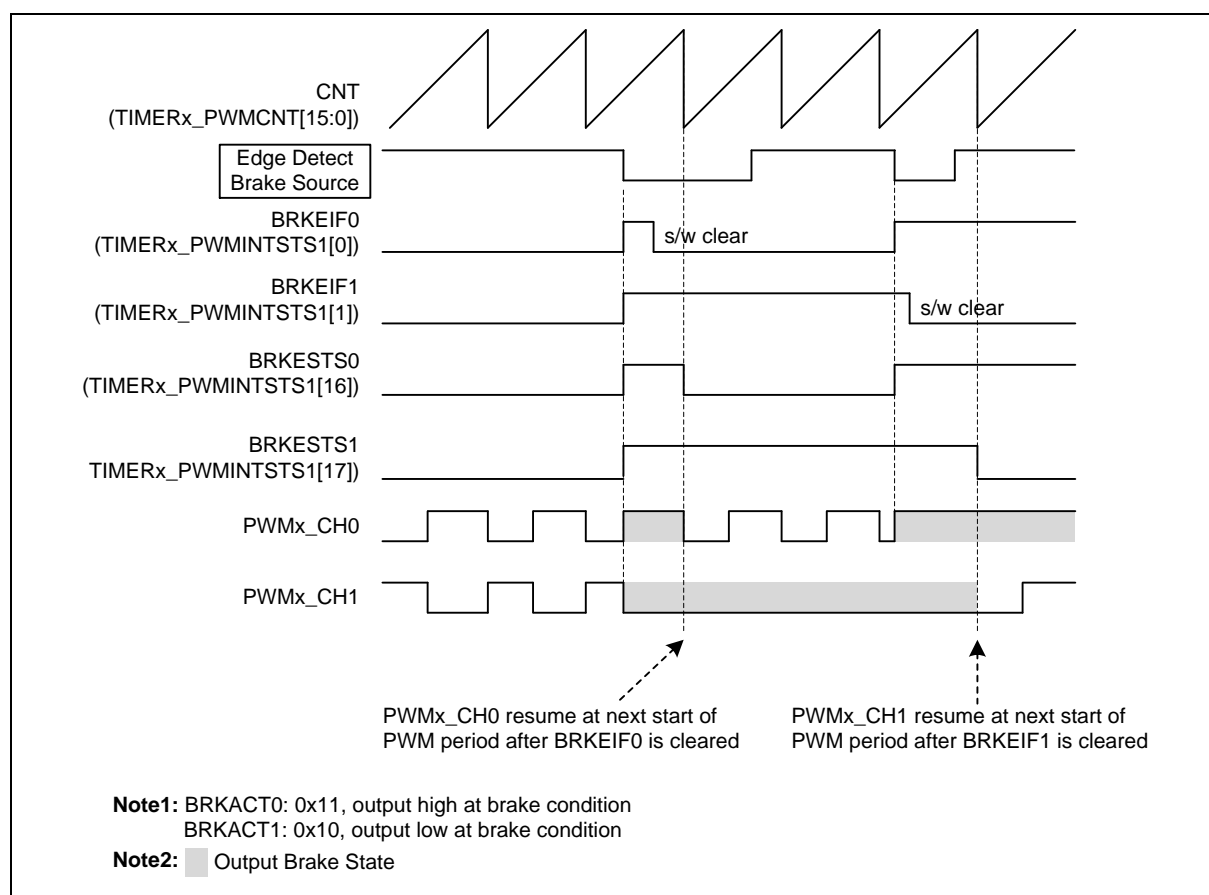 CNT
(TIMERx_PWMCNT[15:0])
Edge Detect
Brake Source
BRKEIF0
(TIMERx_PWMINTSTS1[0])
s/w clear
BRKEIF1
(TIMERx_PWMINTSTS1[1])
s/w clear
BRKESTS0
(TIMERx_PWMINTSTS1[16])
BRKESTS1
TIMERx_PWMINTSTS1[17])
PWMx_CH0
PWMx_CH1
PWMx_CH0 resume at next start of
PWM period after BRKEIF0 is cleared
PWMx_CH1 resume at next start of
PWM period after BRKEIF1 is cleared
Note1: BRKACT0: 0x11, output high at brake condition
BRKACT1: 0x10, output low at brake condition
Note2: Output Brake State